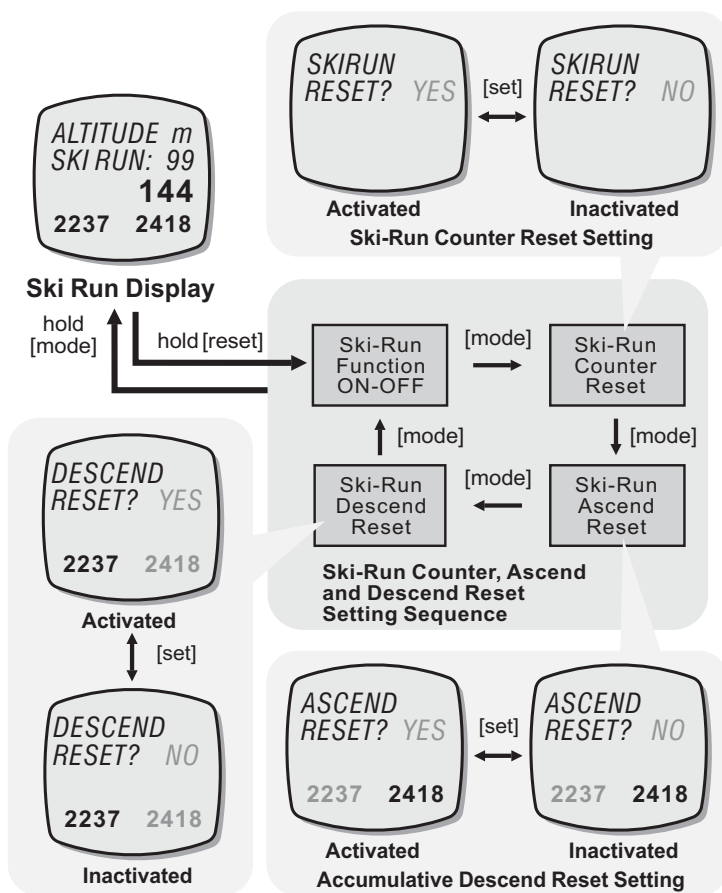 SKIRUN
RESET? YES
[set]
SKIRUN
RESET? NO
Activated
Inactivated
Ski-Run Counter Reset Setting
ALTITUDE m
SKI RUN: 99
144
2237 2418
Ski Run Display
hold
[mode]
hold [reset]
Ski-Run
Function
ON-OFF
[mode]
Ski-Run
Counter
Reset
[mode]
[mode]
Ski-Run
Descend
Reset
[mode]
Ski-Run
Ascend
Reset
Ski-Run Counter, Ascend
and Descend Reset
Setting Sequence
DESCEND
RESET? YES
2237 2418
Activated
[set]
DESCEND
RESET? NO
2237 2418
Inactivated
ASCEND
RESET? YES
2237 2418
[set]
ASCEND
RESET? NO
2237 2418
Activated
Inactivated
Accumulative Descend Reset Setting